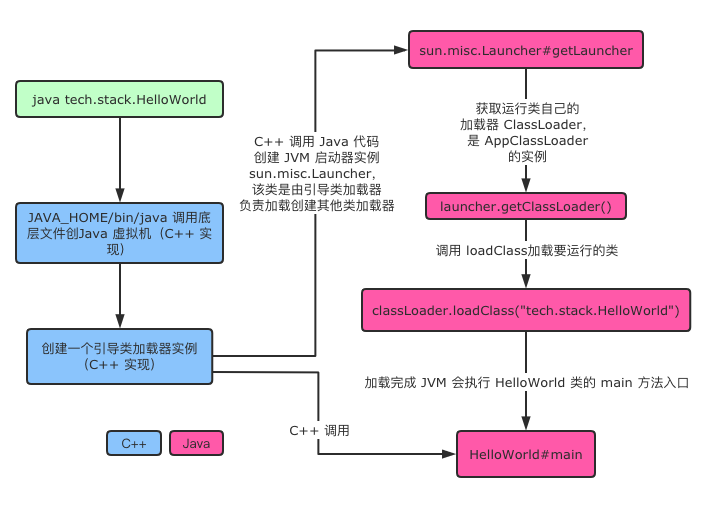 java tech.stack.HelloWorld
JAVA_HOME/bin/java 调用底
层文件创Java 虚拟机（C++ 实
现）
创建一个引导类加载器实例
（C++ 实现）
C++ 调用 Java 代码
创建 JVM 启动器实例
sun.misc.Launcher，
该类是由引导类加载器
负责加载创建其他类加载器
sun.misc.Launcher#getLauncher
获取运行类自己的
加载器 ClassLoader，
是 AppClassLoader
的实例
launcher.getClassLoader()
调用 loadClass加载要运行的类
classLoader.loadClass("tech.stack.HelloWorld")
加载完成 JVM 会执行 HelloWorld 类的 main 方法入口
C++ 调用
HelloWorld#main
C++
Java